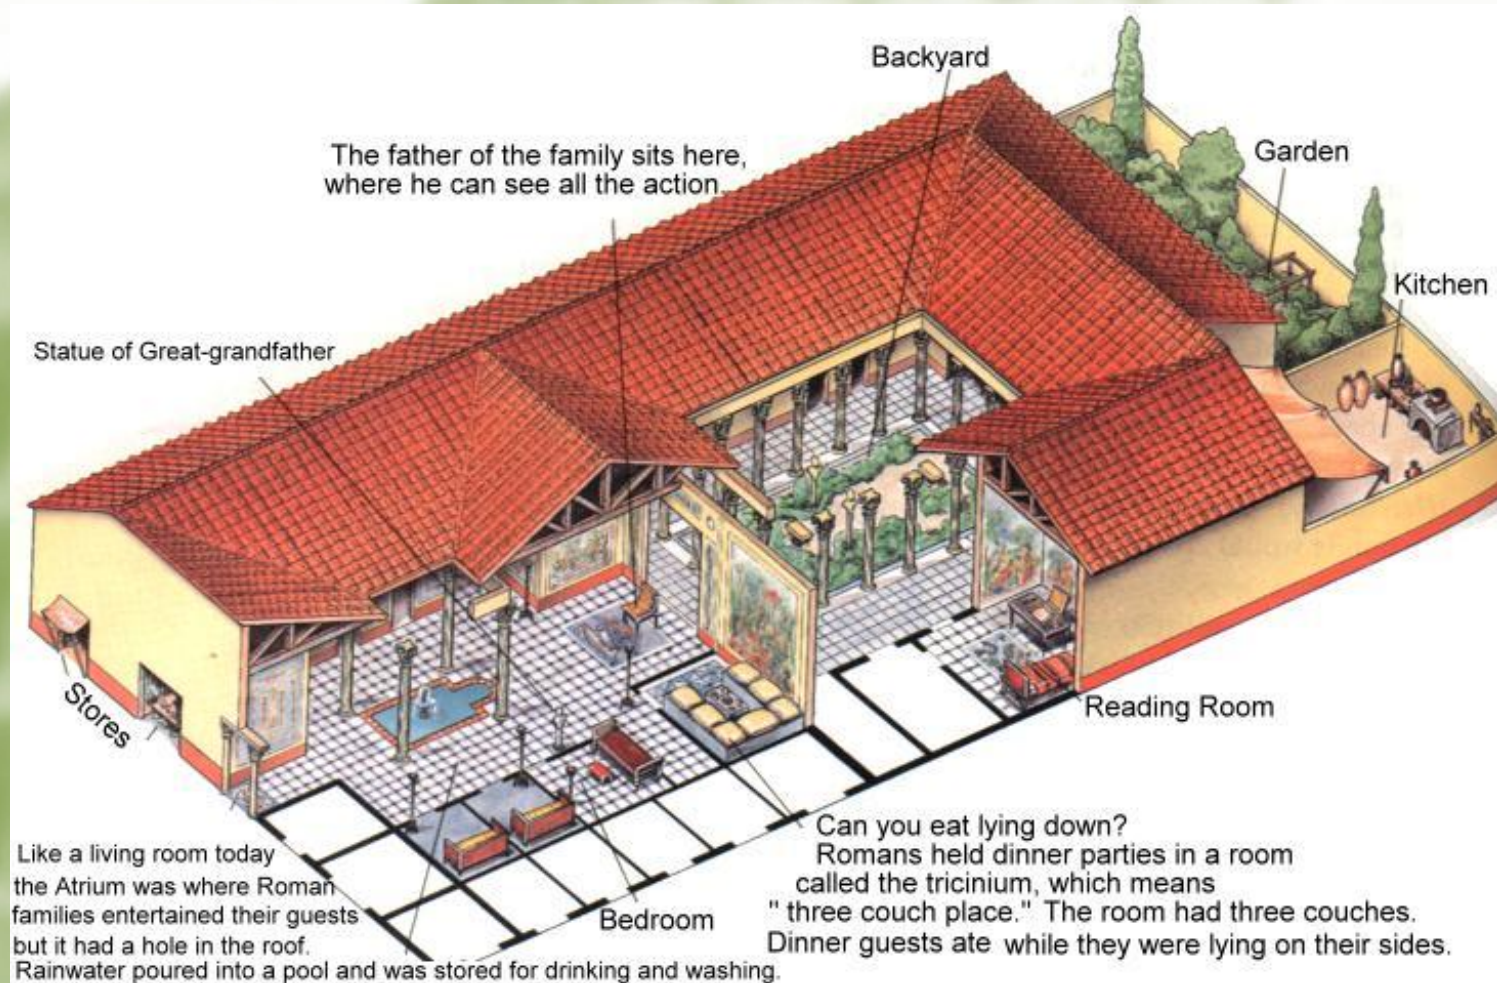 Backyard
The father of the family sits here,
where he can see all the action.
Garden
Kitchen
Statue of Great-grandfather
Stores
Reading Room
Like a living room today
the Atrium was where Roman
families entertained their guests
but it had a hole in the roof.
Rainwater poured into a pool and was stored for drinking and washing.
Bedroom
Can you eat lying down?
Romans held dinner parties in a room
called the tricinium, which means
" three couch place." The room had three couches.
Dinner guests ate while they were lying on their sides.